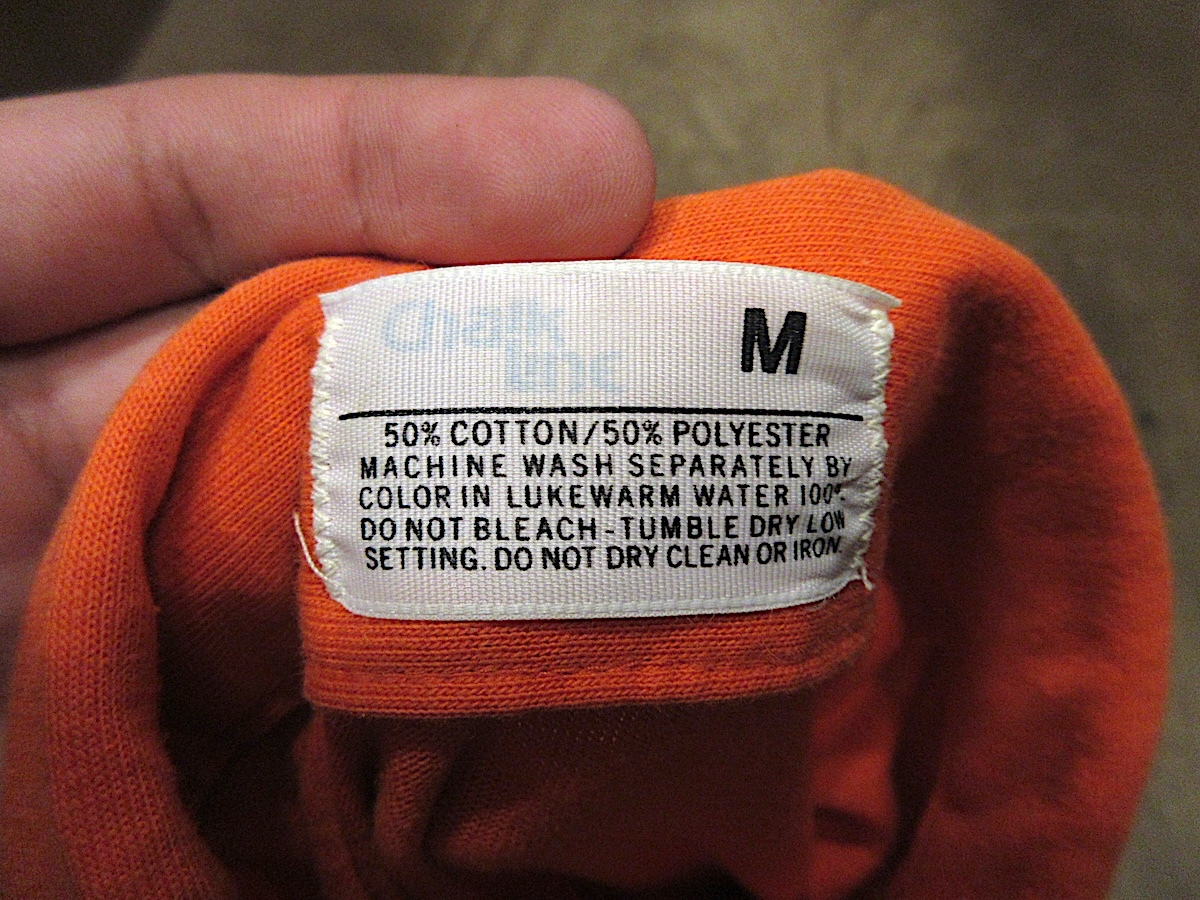 Chalk
Line
M
50% COTTON/50% POLYESTER
MACHINE WASH SEPARATELY BY
COLOR IN LUKEWARM WATER 100°.
DO NOT BLEACH-TUMBLE DRY LOW
SETTING. DO NOT DRY CLEAN OR IRON.